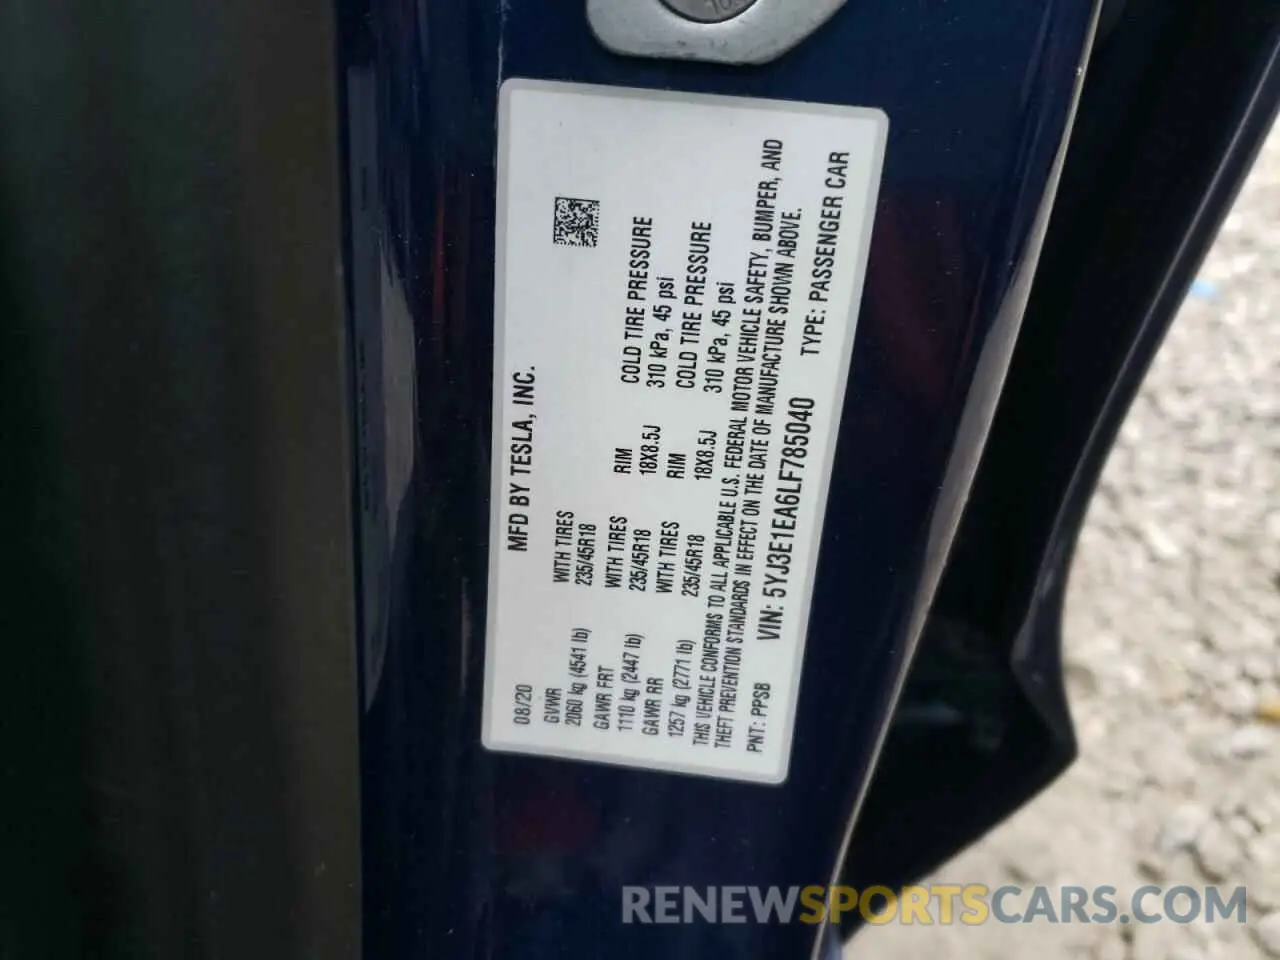 MFD BY TESLA, INC.
08/20
GVWR
2060 kg (4541 lb)
WITH TIRES
235/45R18
GAWR FRT
1110 kg (2447 lb)
WITH TIRES
235/45R18
RIM
18X8.5J
COLD TIRE PRESSURE
310 kPa, 45 psi
GAWR RR
1257 kg (2771 lb)
WITH TIRES
235/45R18
RIM
18X8.5J
COLD TIRE PRESSURE
310 kPa, 45 psi
THIS VEHICLE CONFORMS TO ALL APPLICABLE U.S. FEDERAL MOTOR VEHICLE SAFETY, BUMPER, AND
THEFT PREVENTION STANDARDS IN EFFECT ON THE DATE OF MANUFACTURE SHOWN ABOVE.
PNT: PPSB
VIN: 5YJ3E1EA6LF785040
TYPE: PASSENGER CAR
RENEWSPORTSCARS.COM